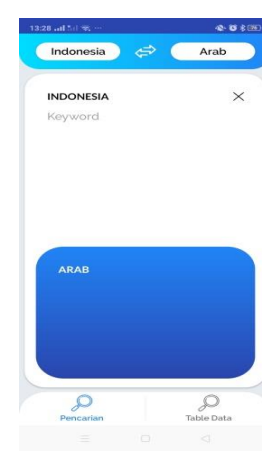 13:28
Indonesia Arab
INDONESIA
Keyword
ARAB
Pencarian Table Data